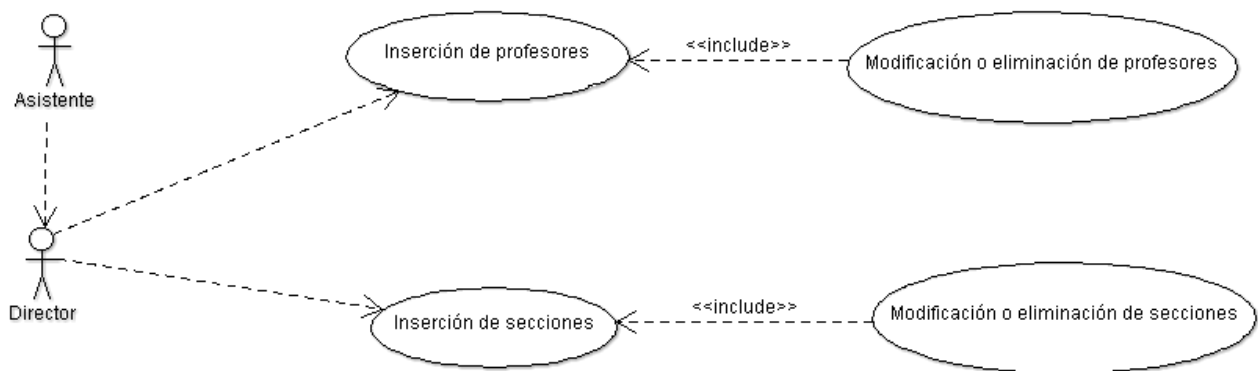 Asistente
Inserción de profesores
<<include>>
Modificación o eliminación de profesores
Director
Inserción de secciones
<<include>>
Modificación o eliminación de secciones